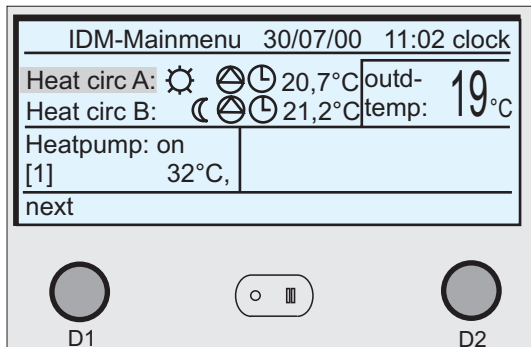 IDM-Mainmenu 30/07/00 11:02 clock
Heat circ A: 20,7°C outd-
Heat circ B: 21,2°C temp: 19°C
Heatpump: on
[1] 32°C,
next
D1 D2